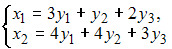 x₁ = 3y₁ + y₂ + 2y₃,
x₂ = 4y₁ + 4y₂ + 3y₃